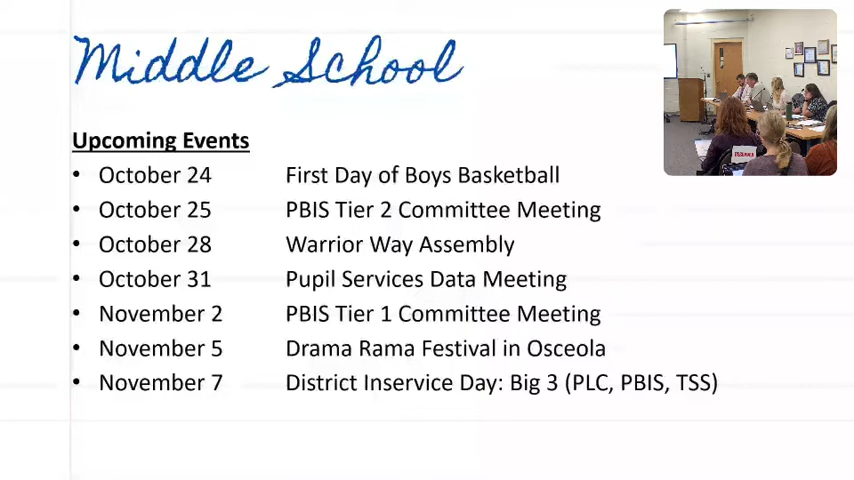 Middle School
Upcoming Events
• October 24 First Day of Boys Basketball
• October 25 PBIS Tier 2 Committee Meeting
• October 28 Warrior Way Assembly
• October 31 Pupil Services Data Meeting
• November 2 PBIS Tier 1 Committee Meeting
• November 5 Drama Rama Festival in Osceola
• November 7 District Inservice Day: Big 3 (PLC, PBIS, TSS)